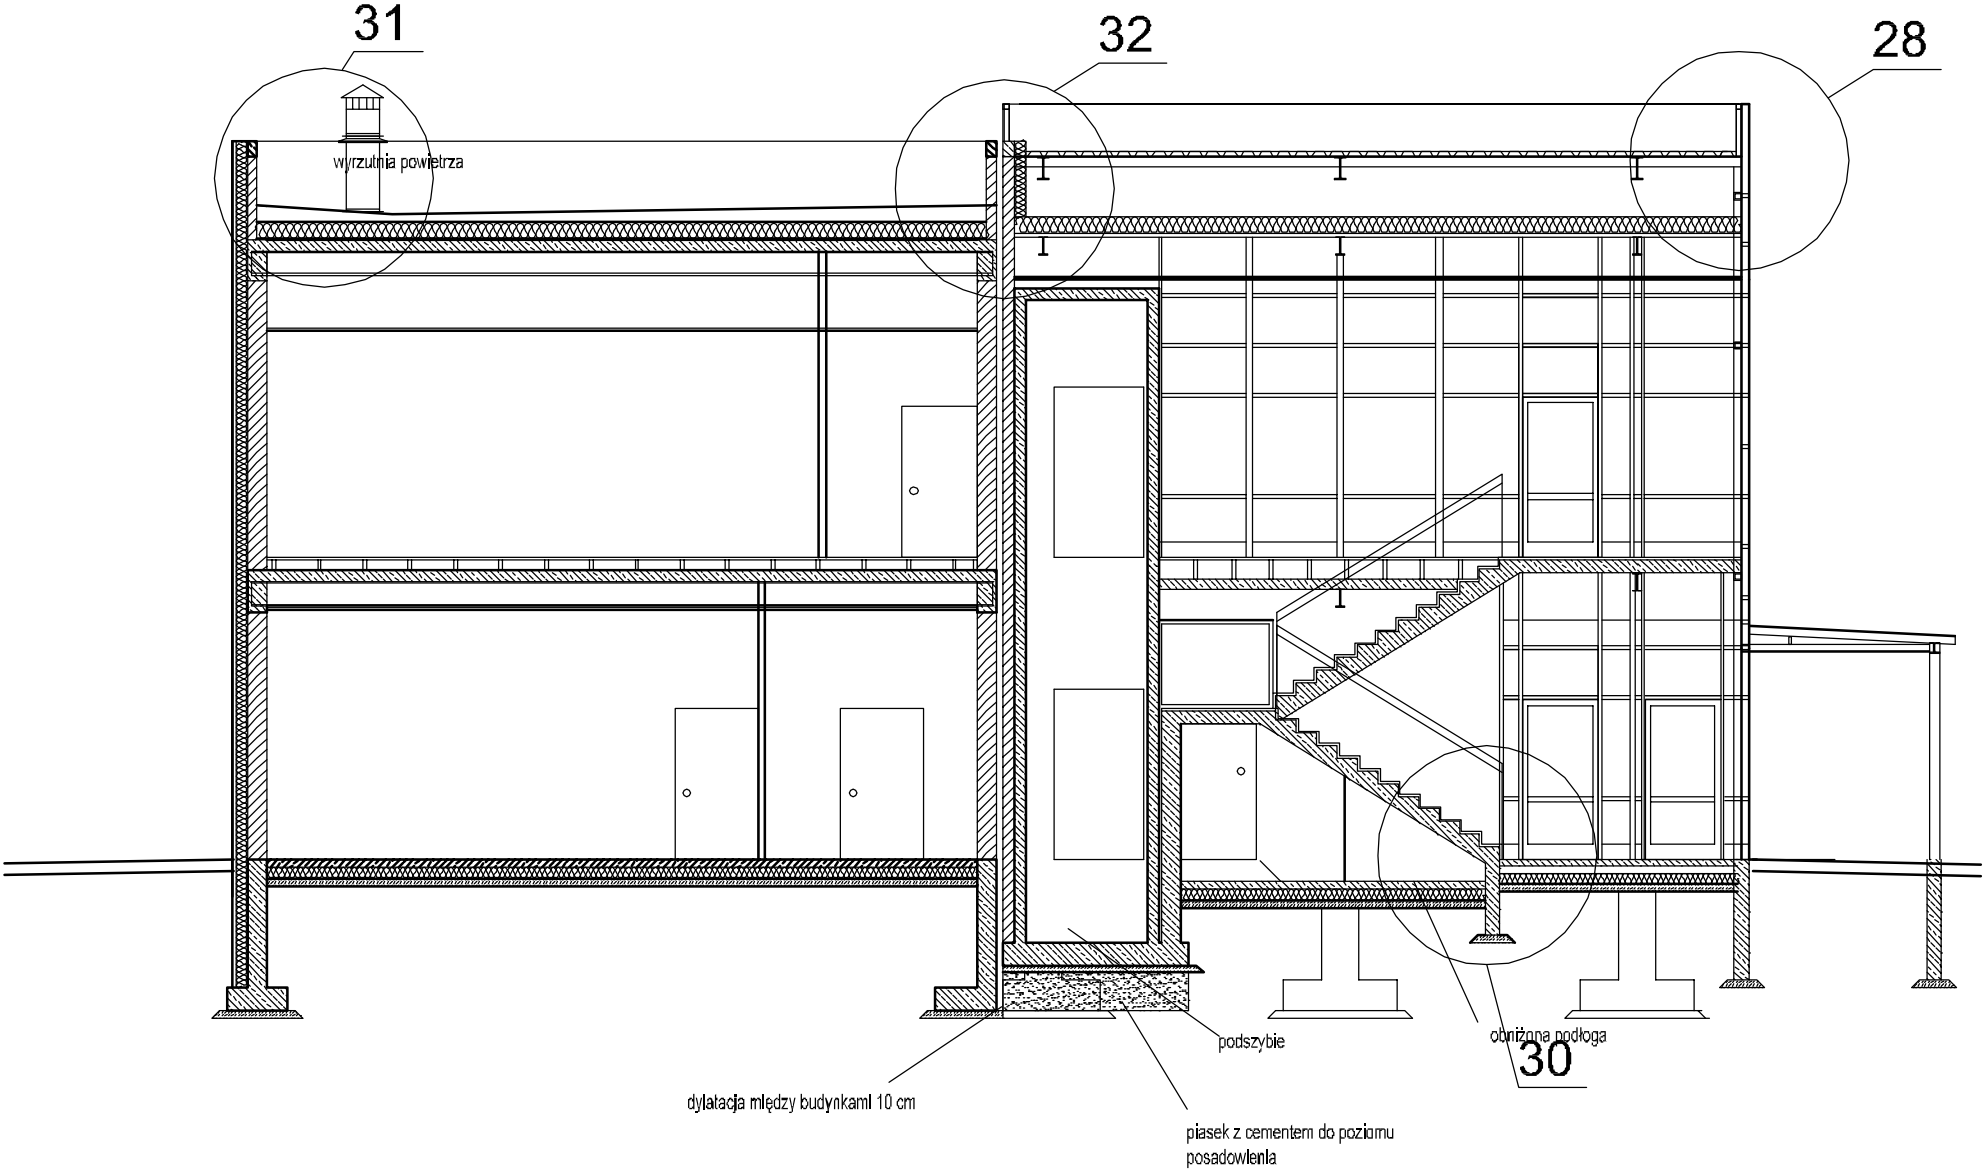 31
32
28
wyrzutnia powietrza
podszybie
obniżona podłoga
30
dylatacja między budynkami 10 cm
piasek z cementem do poziomu
posadowienia